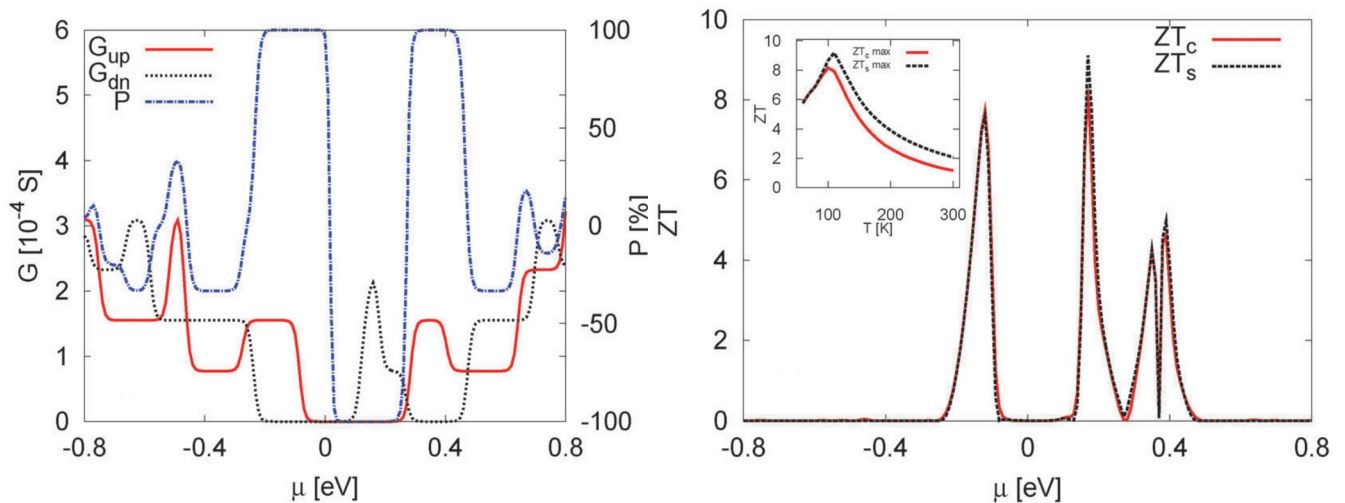 G_up
G_dn
P
6
5
4
3
2
1
0
G [10^-4 S]
100
50
0
-50
-100
P [%]
-0.8
-0.4
0
0.4
0.8
μ [eV]
10
8
6
4
2
0
ZT
ZT_c
ZT_s
-0.8
-0.4
0
0.4
0.8
μ [eV]
10
8
6
4
2
0
ZT
ZT_c max
ZT_s max
100
200
300
T [K]